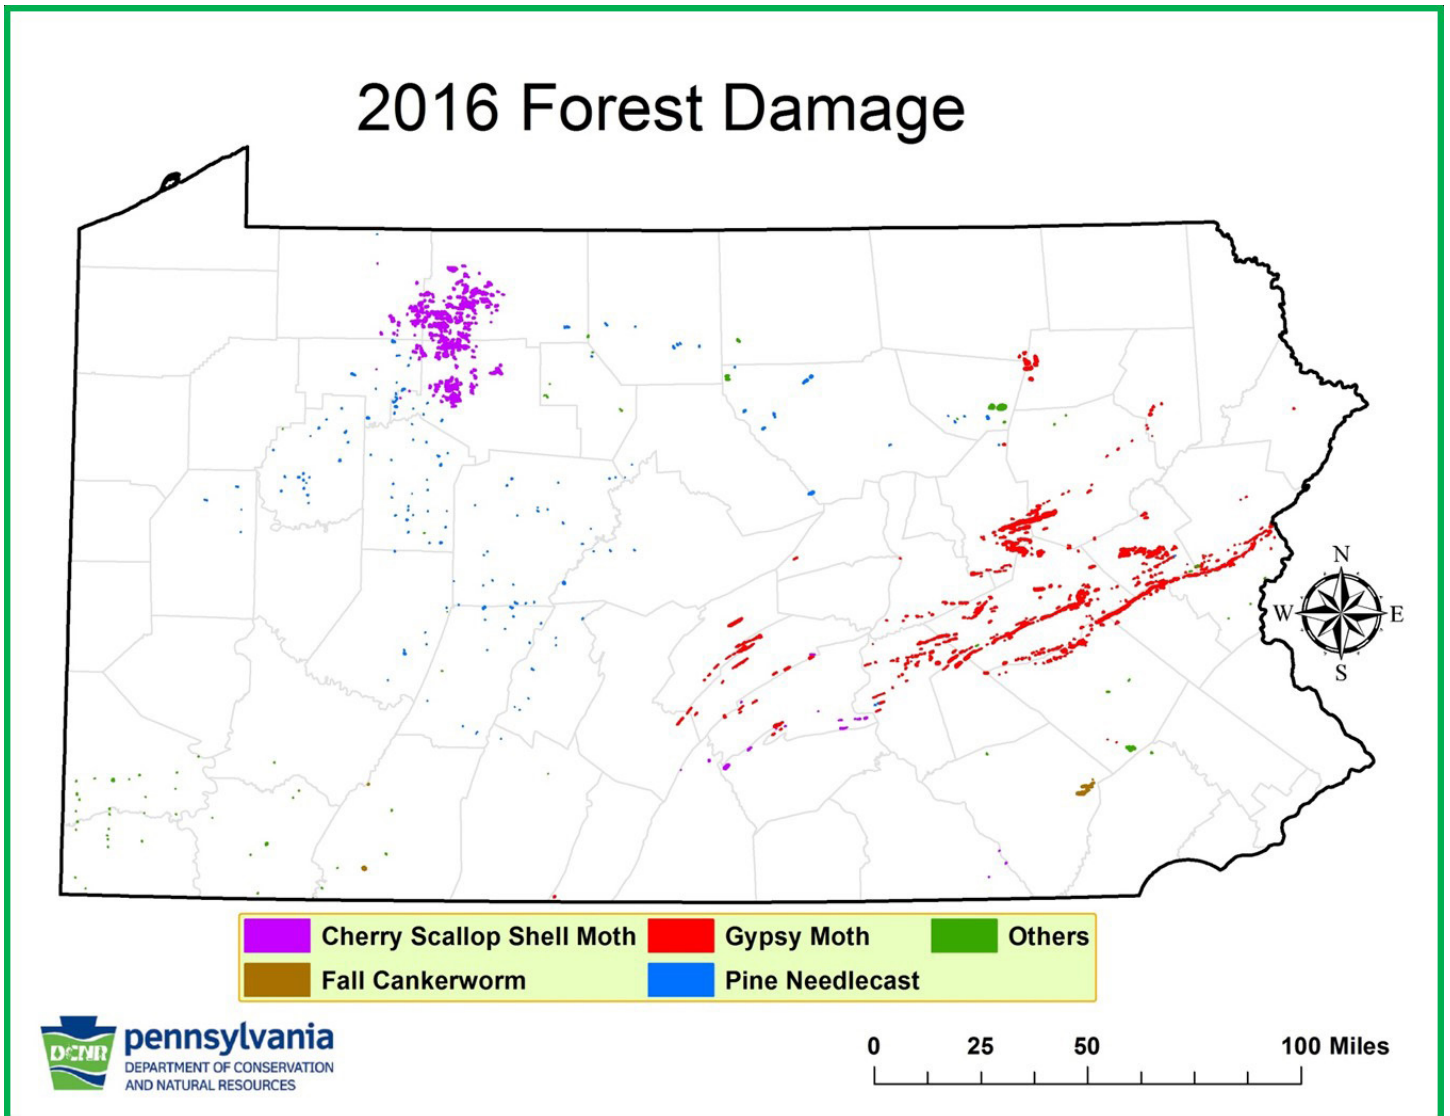 2016 Forest Damage
N
W E
S
Cherry Scallop Shell Moth Gypsy Moth Others
Fall Cankerworm Pine Needlecast
DCNR pennsylvania
DEPARTMENT OF CONSERVATION
AND NATURAL RESOURCES
0 25 50 100 Miles